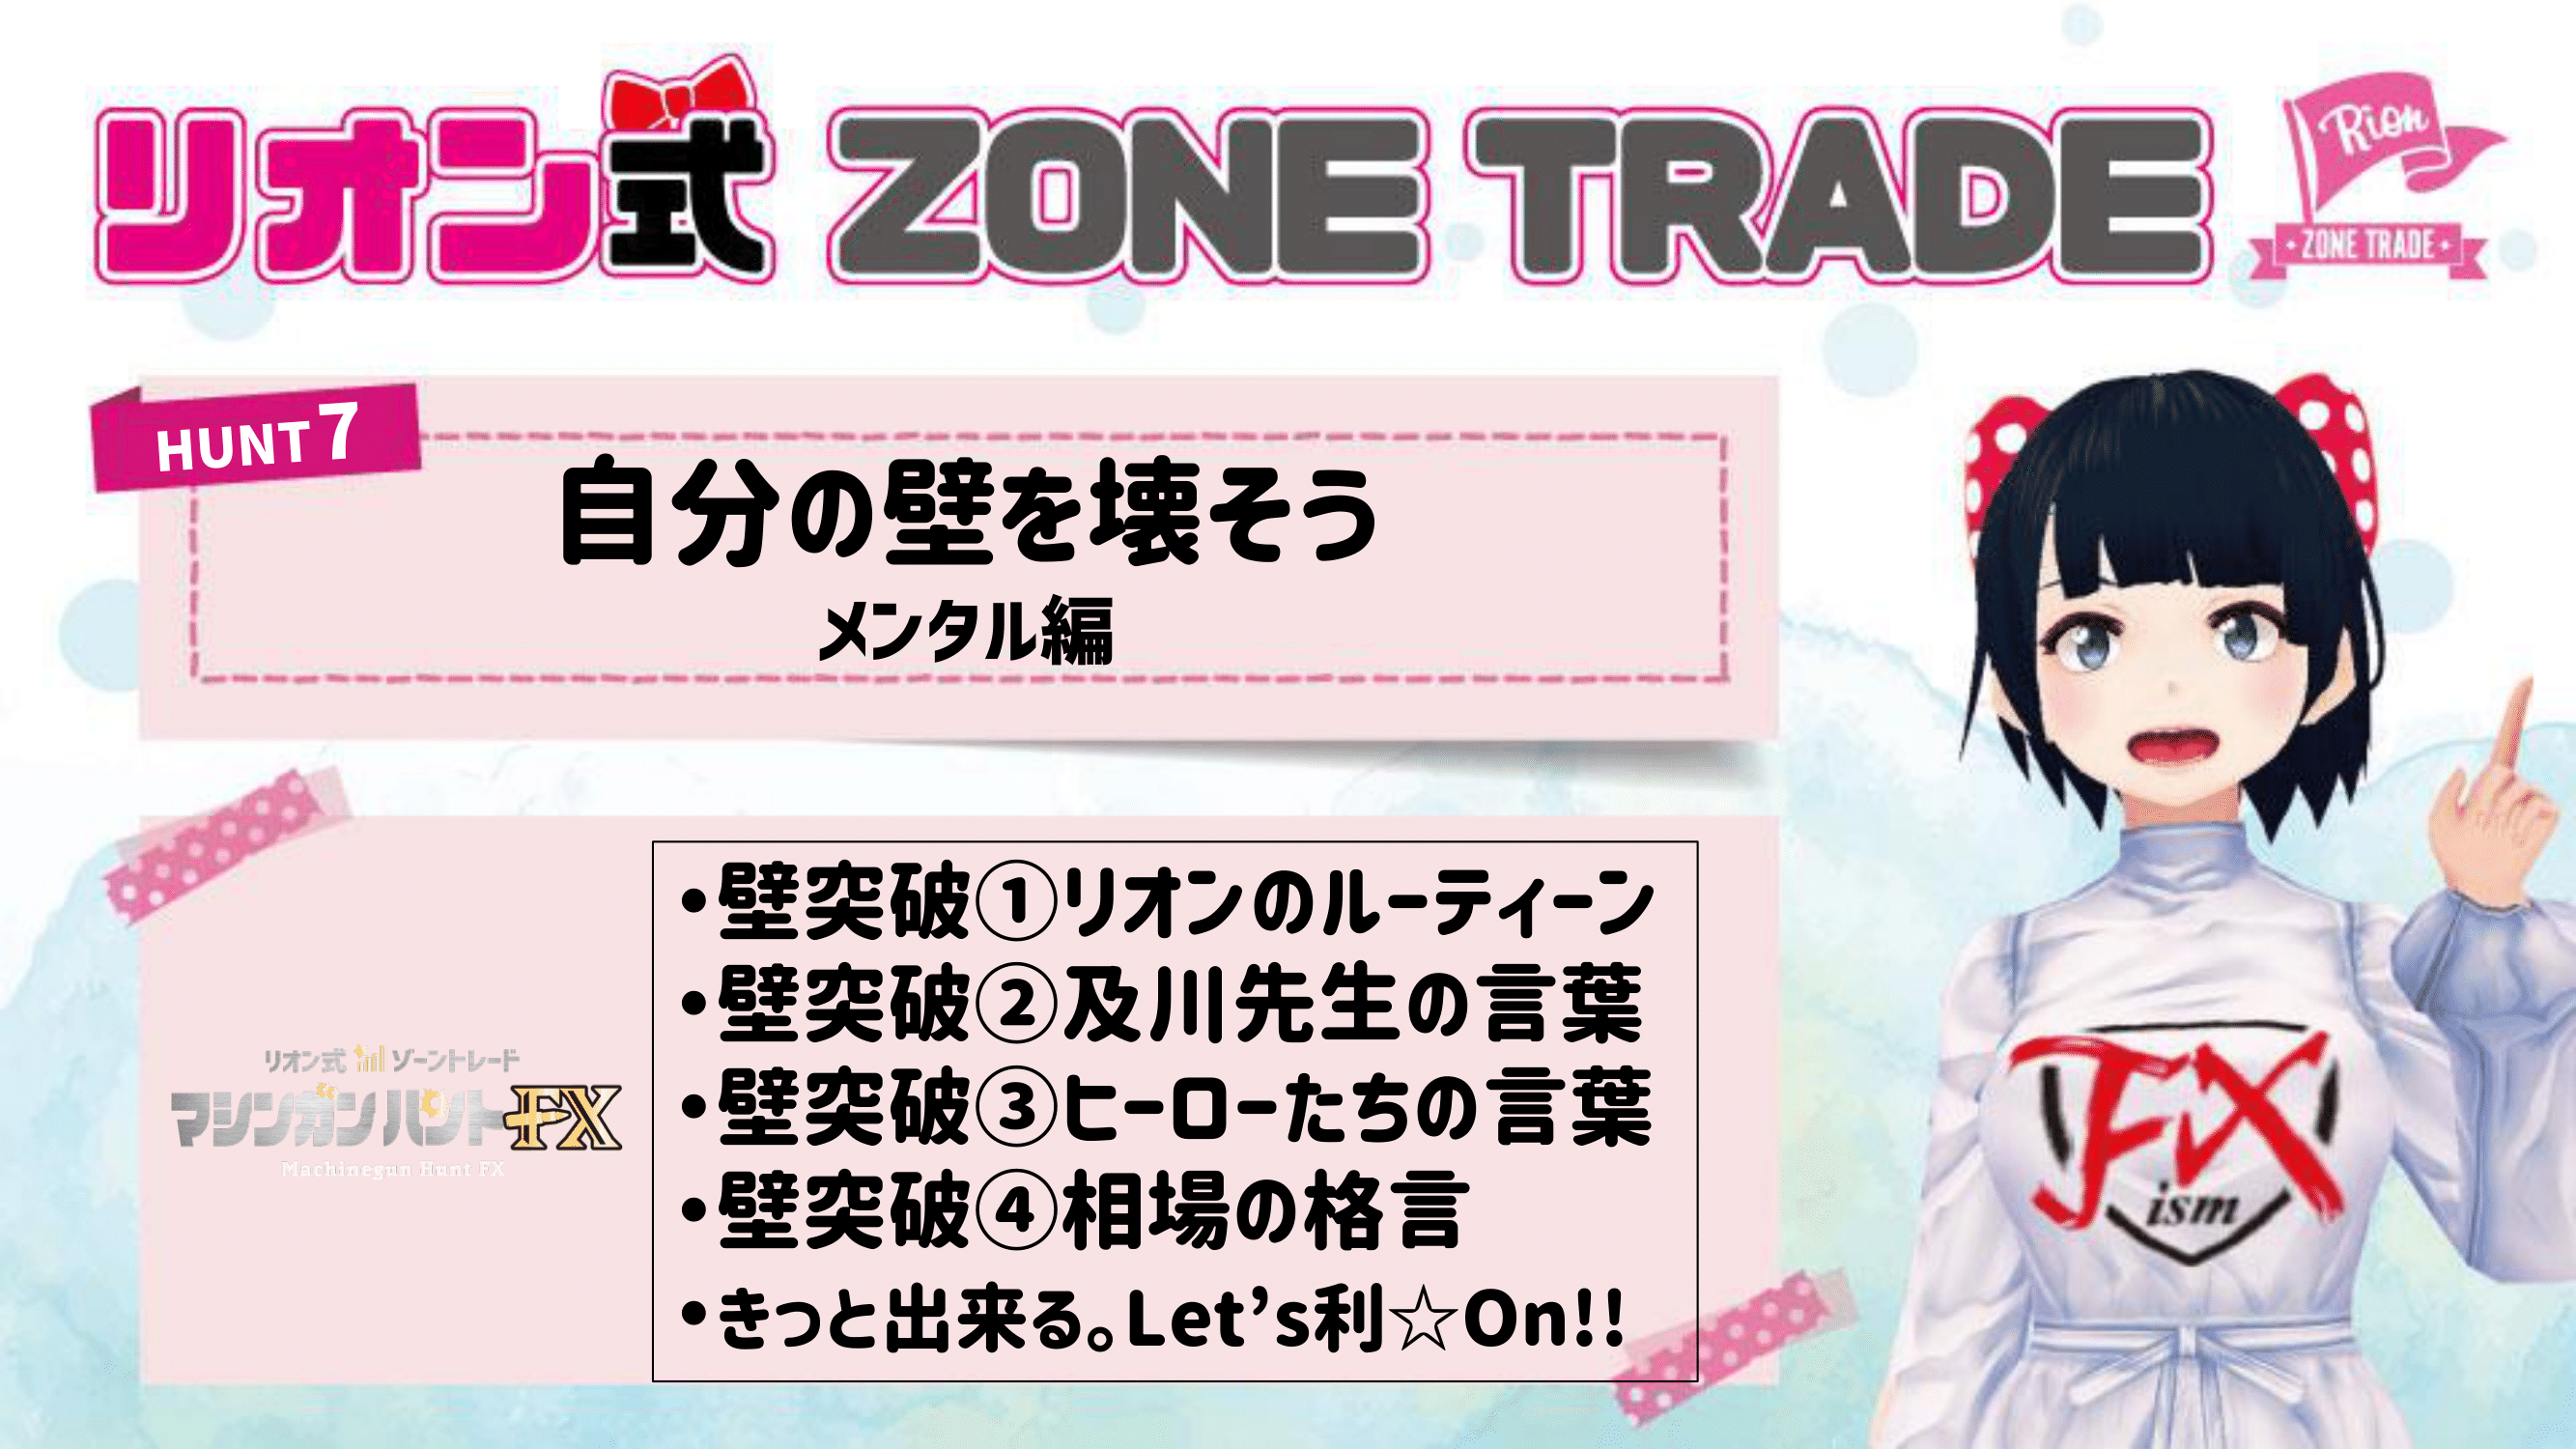 リオン式 ZONE TRADE
Rion
ZONE TRADE
HUNT 7
自分の壁を壊そう
メンタル編
•壁突破①リオンのルーティーン
•壁突破②及川先生の言葉
•壁突破③ヒーローたちの言葉
•壁突破④相場の格言
•きっと出来る。Let's利☆On!!
リオン式 ゾーントレード
マシンガンハントFX
Machinegun Hunt FX
FX
ism